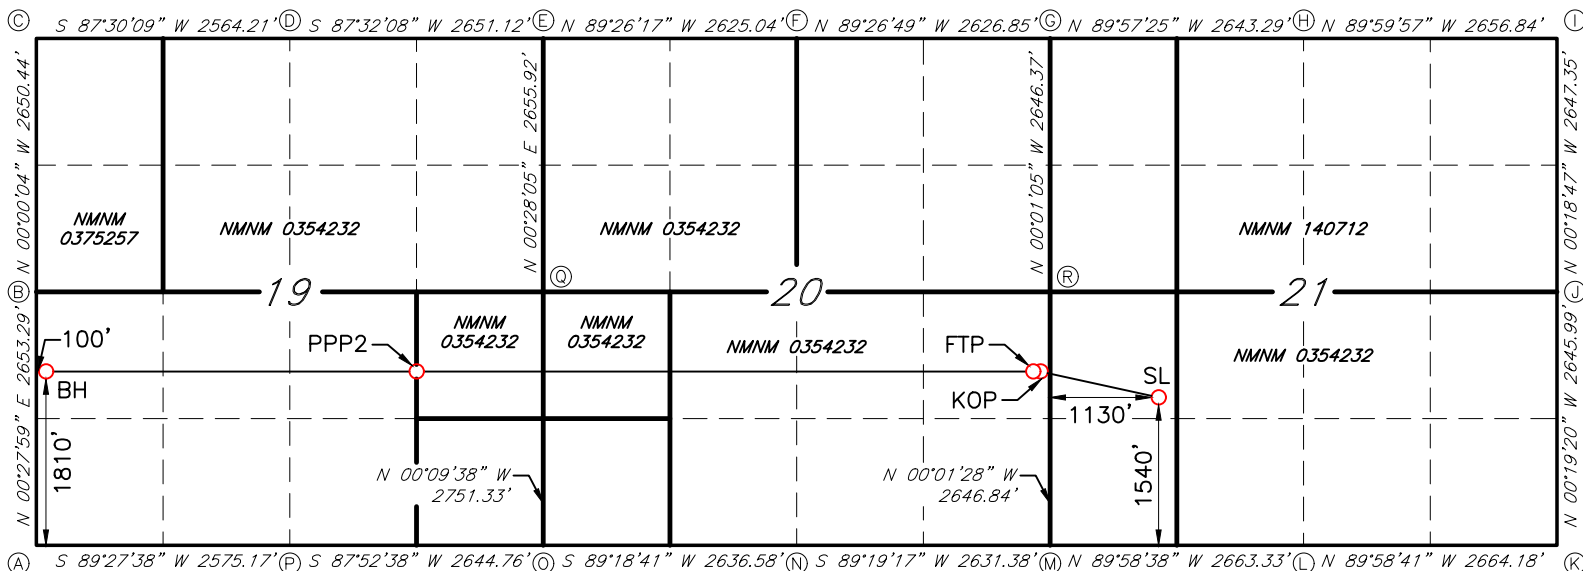 C S 87°30'09" W 2564.21' D S 87°32'08" W 2651.12' E N 89°26'17" W 2625.04' F N 89°26'49" W 2626.85' G N 89°57'25" W 2643.29' H N 89°59'57" W 2656.84' I
N 00°00'04" W 2650.44'
N 00°28'05" E 2655.92'
N 00°01'05" W 2646.37'
N 00°18'47" W 2647.35'
NMNM
0375257
NMNM 0354232
NMNM 0354232
NMNM 140712
Q
R
B
19
20
21
J
N 00°27'59" E 2653.29'
100'
BH
1810'
PPP2
NMNM
0354232
NMNM
0354232
NMNM 0354232
FTP
KOP
SL
1130'
1540'
NMNM 0354232
N 00°19'20" W 2645.99'
N 00°09'38" W
2751.33'
N 00°01'28" W
2646.84'
A S 89°27'38" W 2575.17' P S 87°52'38" W 2644.76' O S 89°18'41" W 2636.58' N S 89°19'17" W 2631.38' M N 89°58'38" W 2663.33' L N 89°58'41" W 2664.18' K